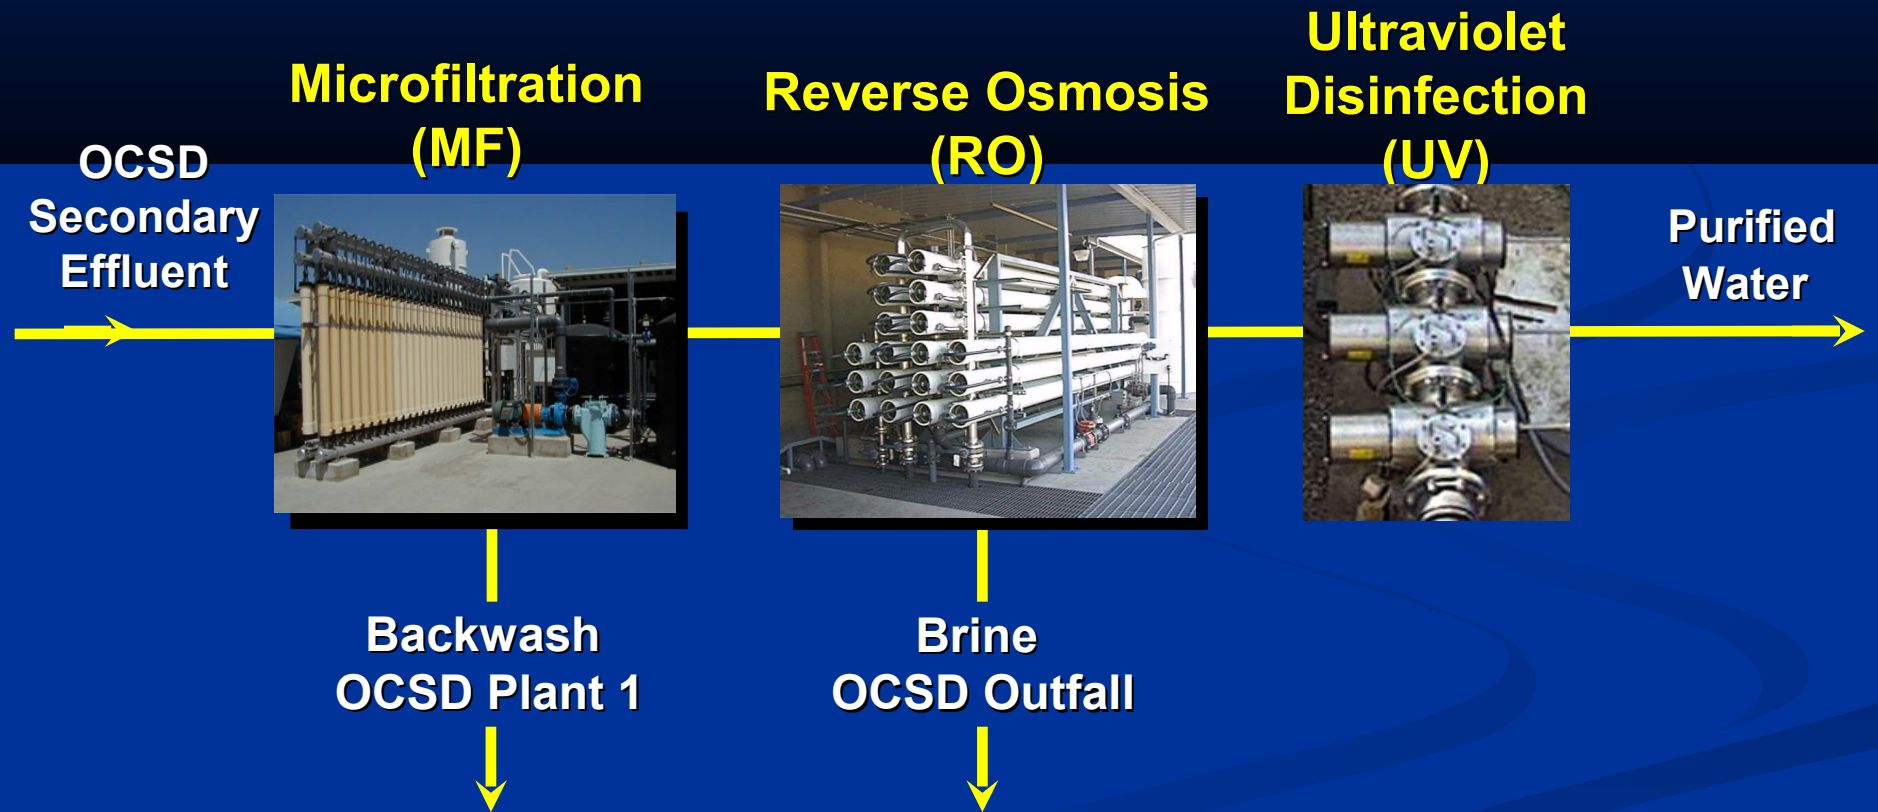 OCSD
Secondary
Effluent
Microfiltration
(MF)
Reverse Osmosis
(RO)
Ultraviolet
Disinfection
(UV)
Purified
Water
Backwash
OCSD Plant 1
Brine
OCSD Outfall